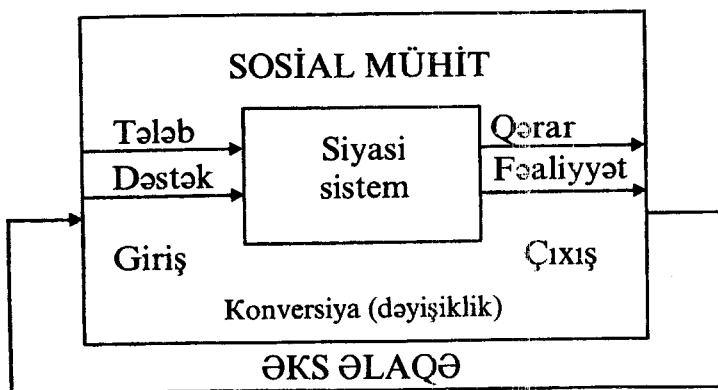 SOSİAL MÜHİT
Tələb
Qərar
Siyasi
Dəstək
Fəaliyyət
sistem
Giriş
Çıxış
Konversiya (dəyişiklik)
ƏKS ƏLAQƏ